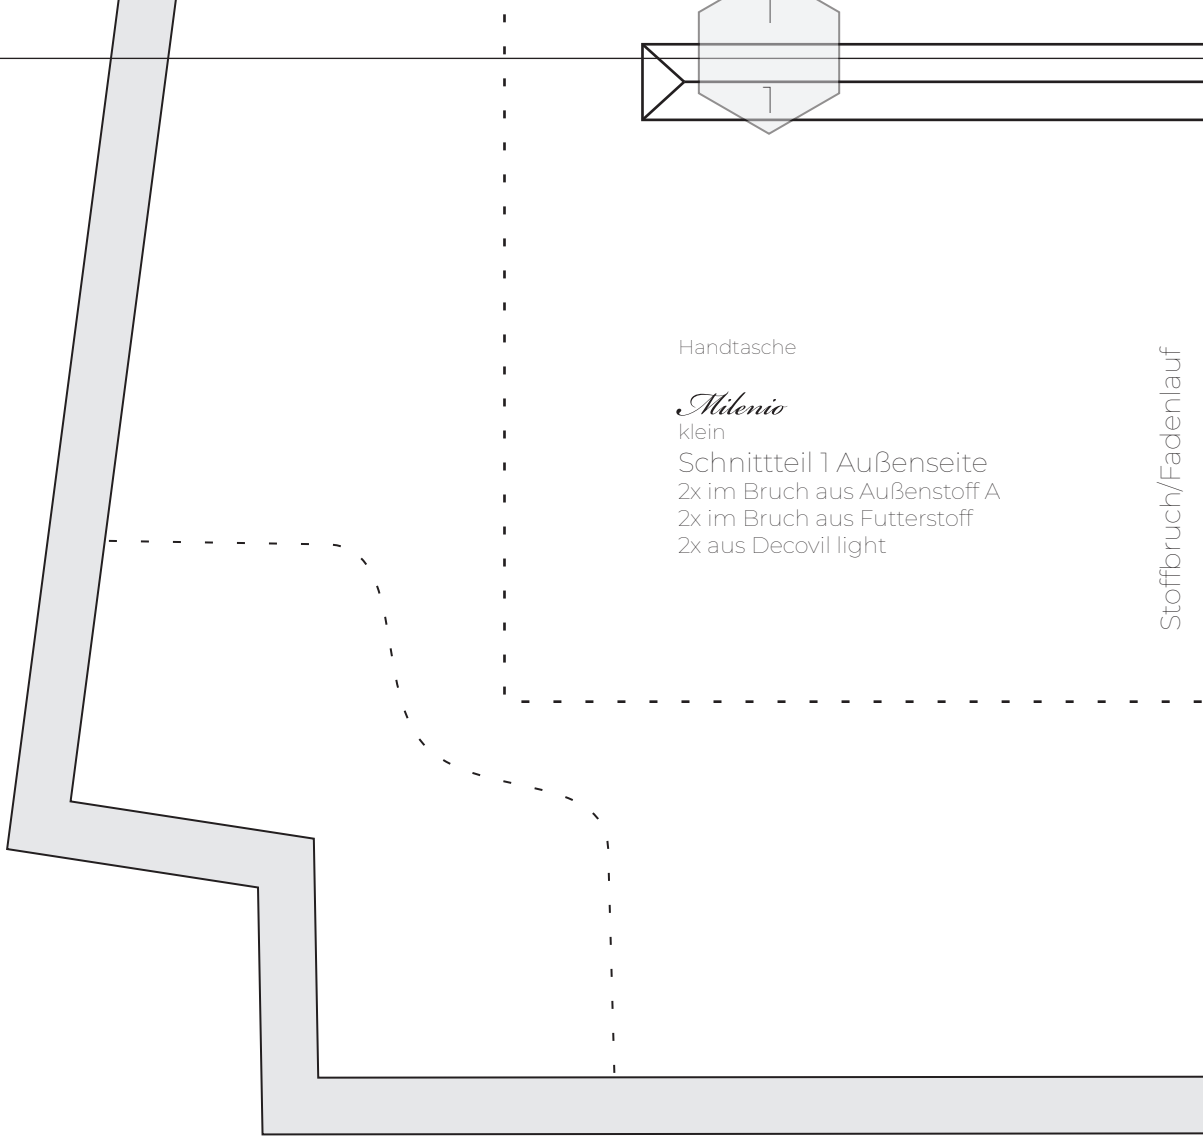 Handtasche
Milenio
klein
Schnittteil 1 Außenseite
2x im Bruch aus Außenstoff A
2x im Bruch aus Futterstoff
2x aus Decovil light
Stoffbruch/Fadenlauf